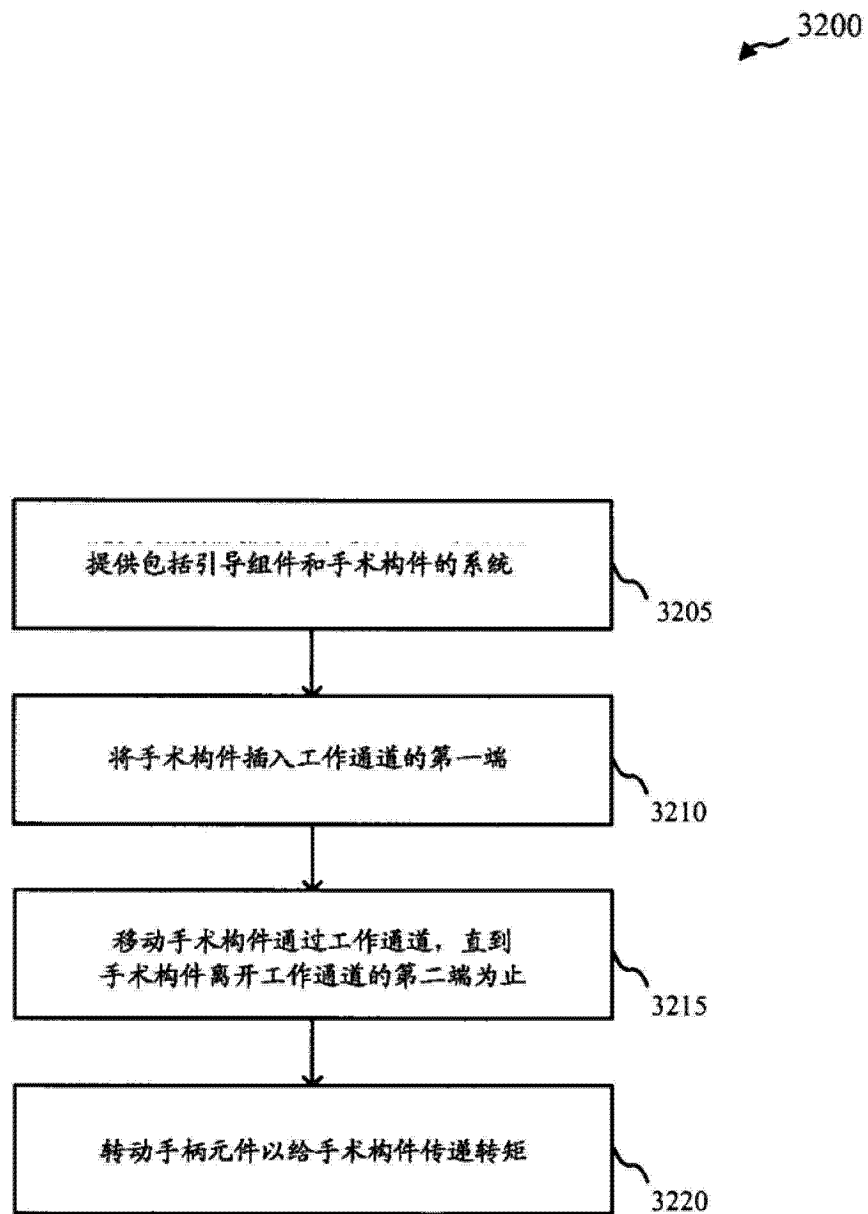 3200
提供包括引导组件和手术构件的系统
3205
将手术构件插入工作通道的第一端
3210
移动手术构件通过工作通道，直到
手术构件离开工作通道的第二端为止
3215
转动手柄元件以给手术构件传递转矩
3220